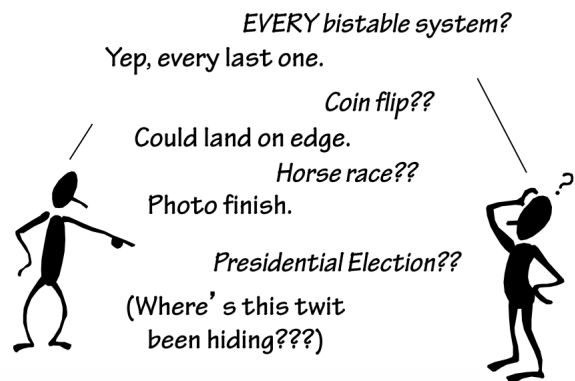 EVERY bistable system?
Yep, every last one.
Coin flip??
Could land on edge.
Horse race??
Photo finish.
Presidential Election??
(Where's this twit
been hiding???)
?